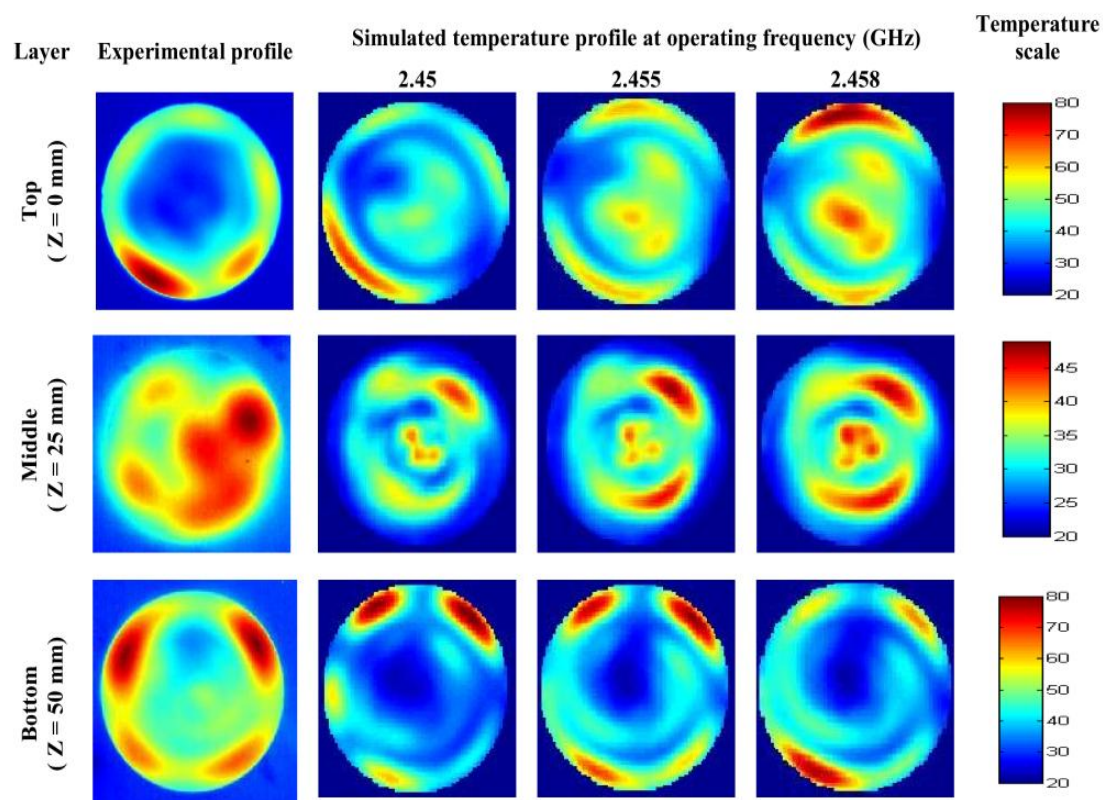 Layer Experimental profile Simulated temperature profile at operating frequency (GHz) Temperature scale
2.45 2.455 2.458
Top
( Z = 0 mm)
80
70
60
50
40
30
20
Middle
( Z = 25 mm)
45
40
35
30
25
20
Bottom
( Z = 50 mm)
80
70
60
50
40
30
20